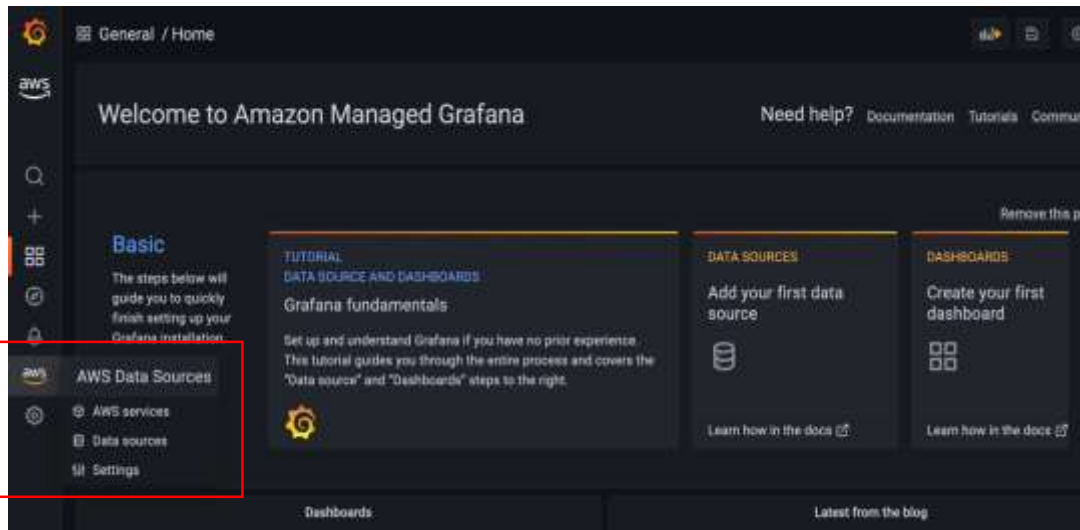 General / Home
aws
Welcome to Amazon Managed Grafana
Need help? Documentation Tutorials Commun
Remove this p
Basic
The steps below will
guide you to quickly
finish setting up your
Grafana installation.
TUTORIAL
DATA SOURCE AND DASHBOARDS
Grafana fundamentals
Set up and understand Grafana if you have no prior experience.
This tutorial guides you through the entire process and covers the
"Data source" and "Dashboards" steps to the right.
DATA SOURCES
Add your first data
source
Learn how in the docs
DASHBOARDS
Create your first
dashboard
Learn how in the docs
aws
AWS Data Sources
AWS services
Data sources
Settings
Dashboards
Latest from the blog